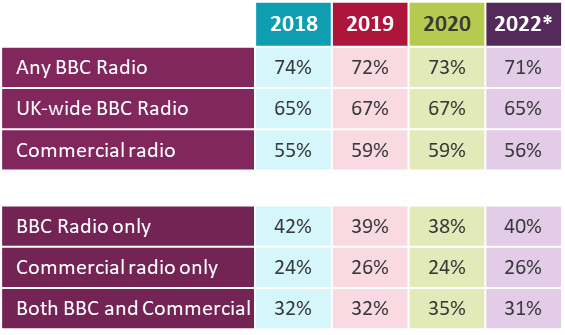 2018 2019 2020 2022*
Any BBC Radio 74% 72% 73% 71%
UK-wide BBC Radio 65% 67% 67% 65%
Commercial radio 55% 59% 59% 56%
BBC Radio only 42% 39% 38% 40%
Commercial radio only 24% 26% 24% 26%
Both BBC and Commercial 32% 32% 35% 31%